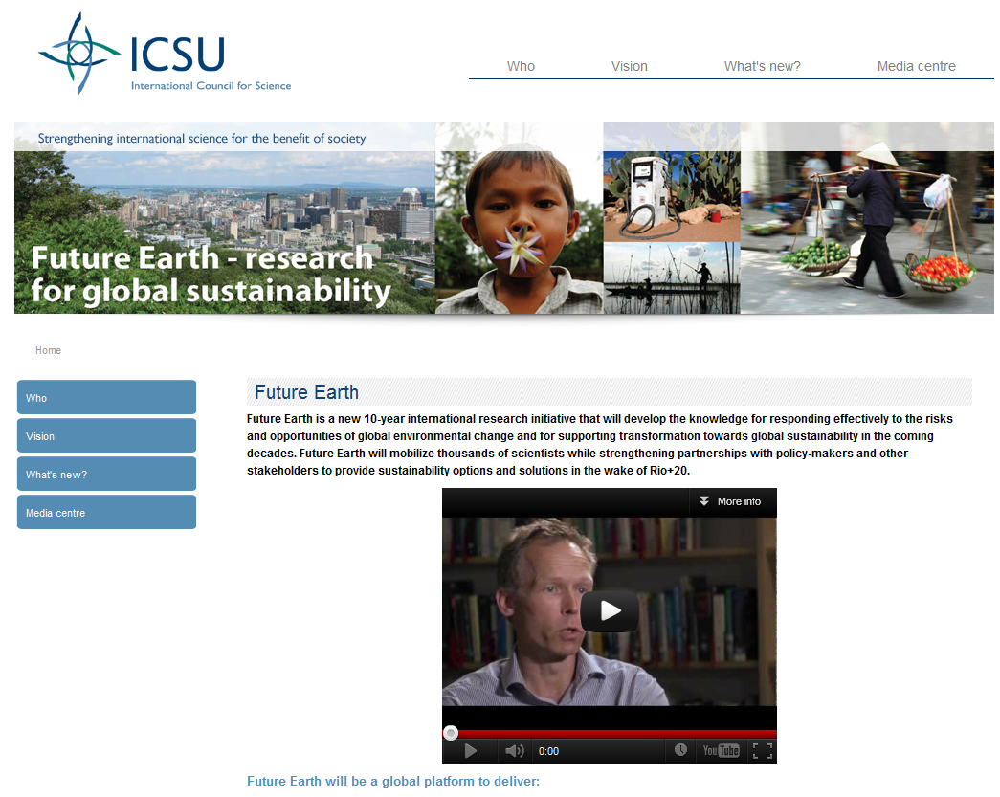 ICSU
International Council for Science
Who
Vision
What's new?
Media centre
Strengthening international science for the benefit of society
Future Earth - research
for global sustainability
Home
Who
Vision
What's new?
Media centre
Future Earth
Future Earth is a new 10-year international research initiative that will develop the knowledge for responding effectively to the risks
and opportunities of global environmental change and for supporting transformation towards global sustainability in the coming
decades. Future Earth will mobilize thousands of scientists while strengthening partnerships with policy-makers and other
stakeholders to provide sustainability options and solutions in the wake of Rio+20.
More info
0:00
YouTube
Future Earth will be a global platform to deliver: